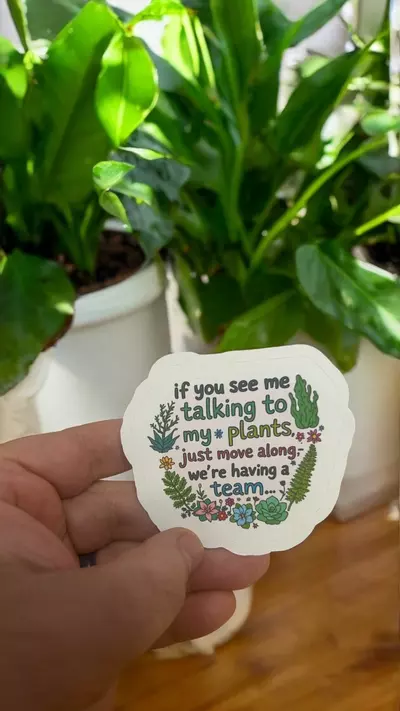 if you see me
talking to
my * plants,
just move along,
we're having a
team...